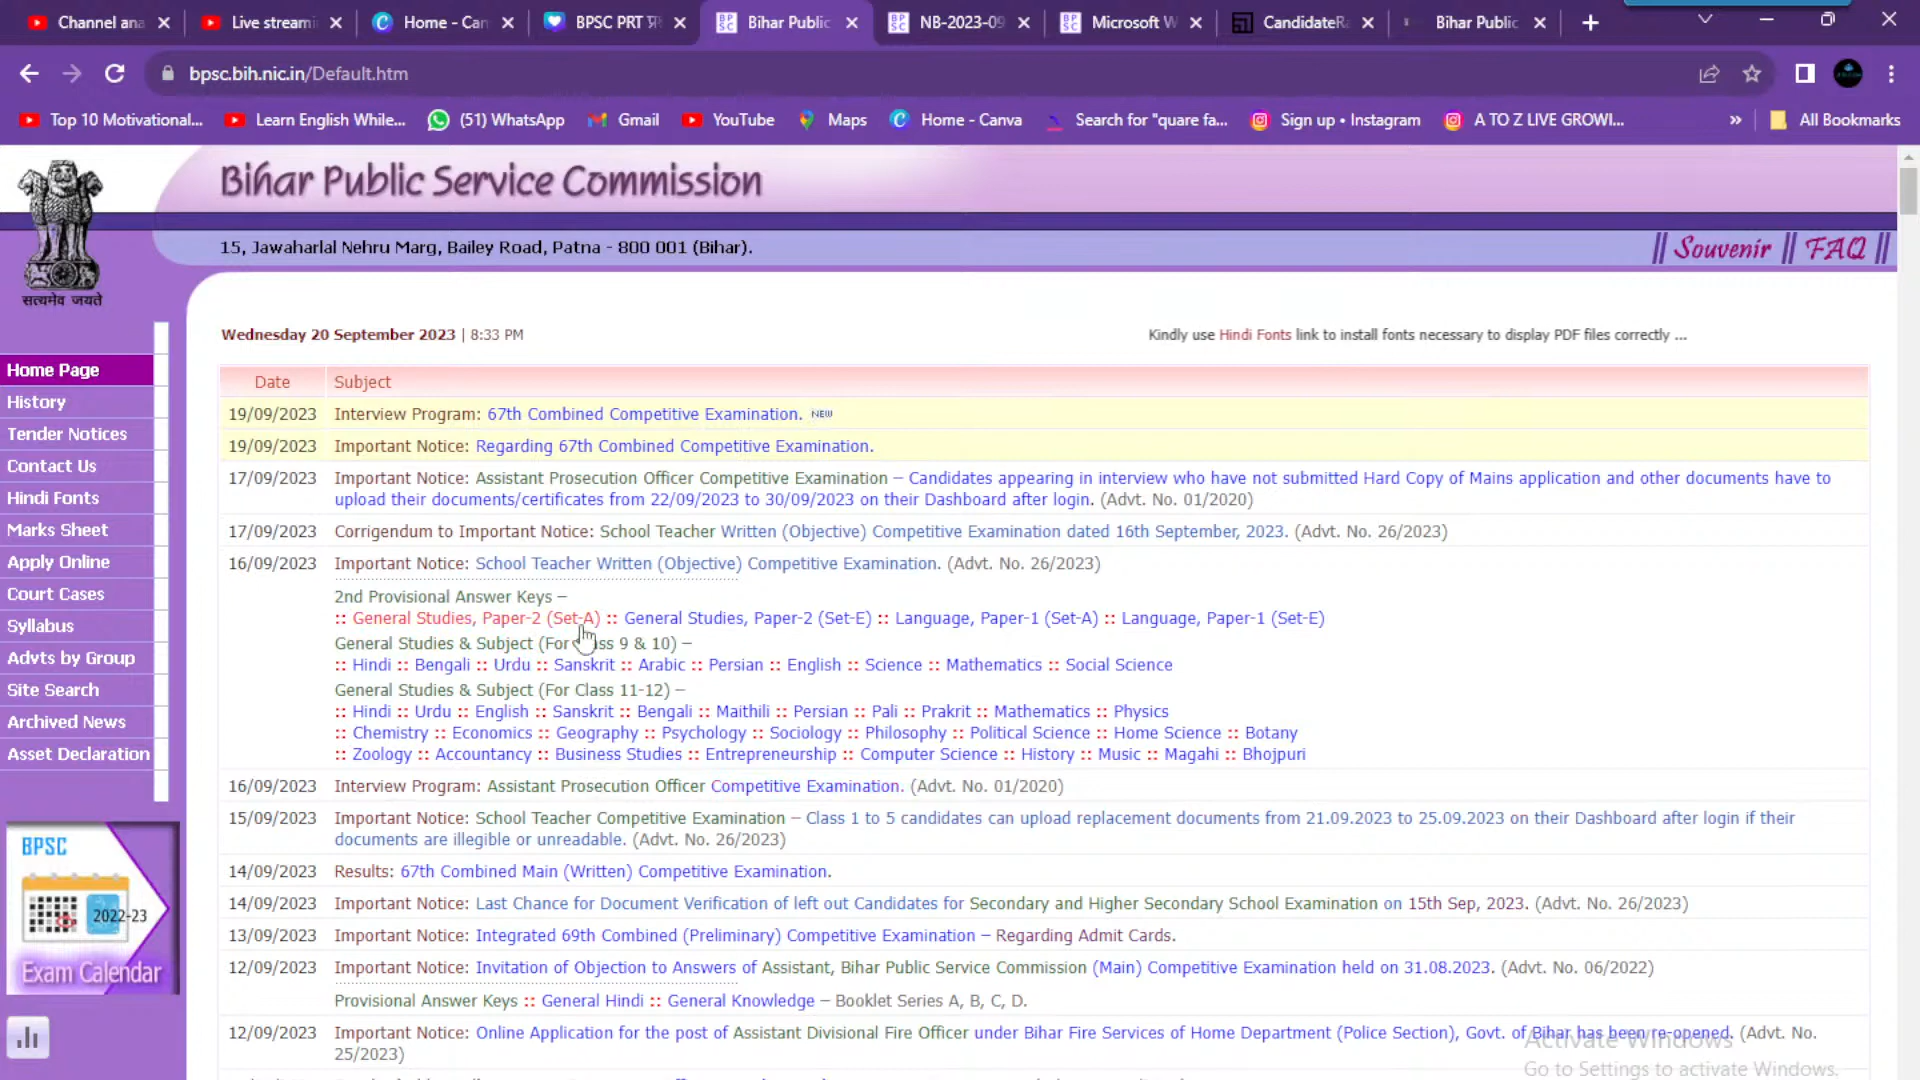 Channel ana
Live streami
Home - Can
BPSC PRT
Bihar Public
NB-2023-09
Microsoft W
CandidateRe
Bihar Public
bpsc.bih.nic.in/Default.htm
Top 10 Motivational...
Learn English While...
(51) WhatsApp
Gmail
YouTube
Maps
Home - Canva
Search for "quare fa...
Sign up • Instagram
A TO Z LIVE GROWI...
»
All Bookmarks
Bihar Public Service Commission
15, Jawaharlal Nehru Marg, Bailey Road, Patna - 800 001 (Bihar).
|| Souvenir || FAQ ||
सत्यमेव जयते
Wednesday 20 September 2023 | 8:33 PM
Kindly use Hindi Fonts link to install fonts necessary to display PDF files correctly ...
Home Page
History
Tender Notices
Contact Us
Hindi Fonts
Marks Sheet
Apply Online
Court Cases
Syllabus
Advts by Group
Site Search
Archived News
Asset Declaration
BPSC
2022-23
Exam Calendar
Date Subject
19/09/2023 Interview Program: 67th Combined Competitive Examination. NEW
19/09/2023 Important Notice: Regarding 67th Combined Competitive Examination.
17/09/2023 Important Notice: Assistant Prosecution Officer Competitive Examination – Candidates appearing in interview who have not submitted Hard Copy of Mains application and other documents have to
upload their documents/certificates from 22/09/2023 to 30/09/2023 on their Dashboard after login. (Advt. No. 01/2020)
17/09/2023 Corrigendum to Important Notice: School Teacher Written (Objective) Competitive Examination dated 16th September, 2023. (Advt. No. 26/2023)
16/09/2023 Important Notice: School Teacher Written (Objective) Competitive Examination. (Advt. No. 26/2023)
2nd Provisional Answer Keys –
:: General Studies, Paper-2 (Set-A) :: General Studies, Paper-2 (Set-E) :: Language, Paper-1 (Set-A) :: Language, Paper-1 (Set-E)
General Studies & Subject (For Class 9 & 10) –
:: Hindi :: Bengali :: Urdu :: Sanskrit :: Arabic :: Persian :: English :: Science :: Mathematics :: Social Science
General Studies & Subject (For Class 11-12) –
:: Hindi :: Urdu :: English :: Sanskrit :: Bengali :: Maithili :: Persian :: Pali :: Prakrit :: Mathematics :: Physics
:: Chemistry :: Economics :: Geography :: Psychology :: Sociology :: Philosophy :: Political Science :: Home Science :: Botany
:: Zoology :: Accountancy :: Business Studies :: Entrepreneurship :: Computer Science :: History :: Music :: Magahi :: Bhojpuri
16/09/2023 Interview Program: Assistant Prosecution Officer Competitive Examination. (Advt. No. 01/2020)
15/09/2023 Important Notice: School Teacher Competitive Examination – Class 1 to 5 candidates can upload replacement documents from 21.09.2023 to 25.09.2023 on their Dashboard after login if their
documents are illegible or unreadable. (Advt. No. 26/2023)
14/09/2023 Results: 67th Combined Main (Written) Competitive Examination.
14/09/2023 Important Notice: Last Chance for Document Verification of left out Candidates for Secondary and Higher Secondary School Examination on 15th Sep, 2023. (Advt. No. 26/2023)
13/09/2023 Important Notice: Integrated 69th Combined (Preliminary) Competitive Examination – Regarding Admit Cards.
12/09/2023 Important Notice: Invitation of Objection to Answers of Assistant, Bihar Public Service Commission (Main) Competitive Examination held on 31.08.2023. (Advt. No. 06/2022)
Provisional Answer Keys :: General Hindi :: General Knowledge – Booklet Series A, B, C, D.
12/09/2023 Important Notice: Online Application for the post of Assistant Divisional Fire Officer under Bihar Fire Services of Home Department (Police Section), Govt. of Bihar has been re-opened. (Advt. No.
25/2023)
Activate Windows
Go to Settings to activate Windows.